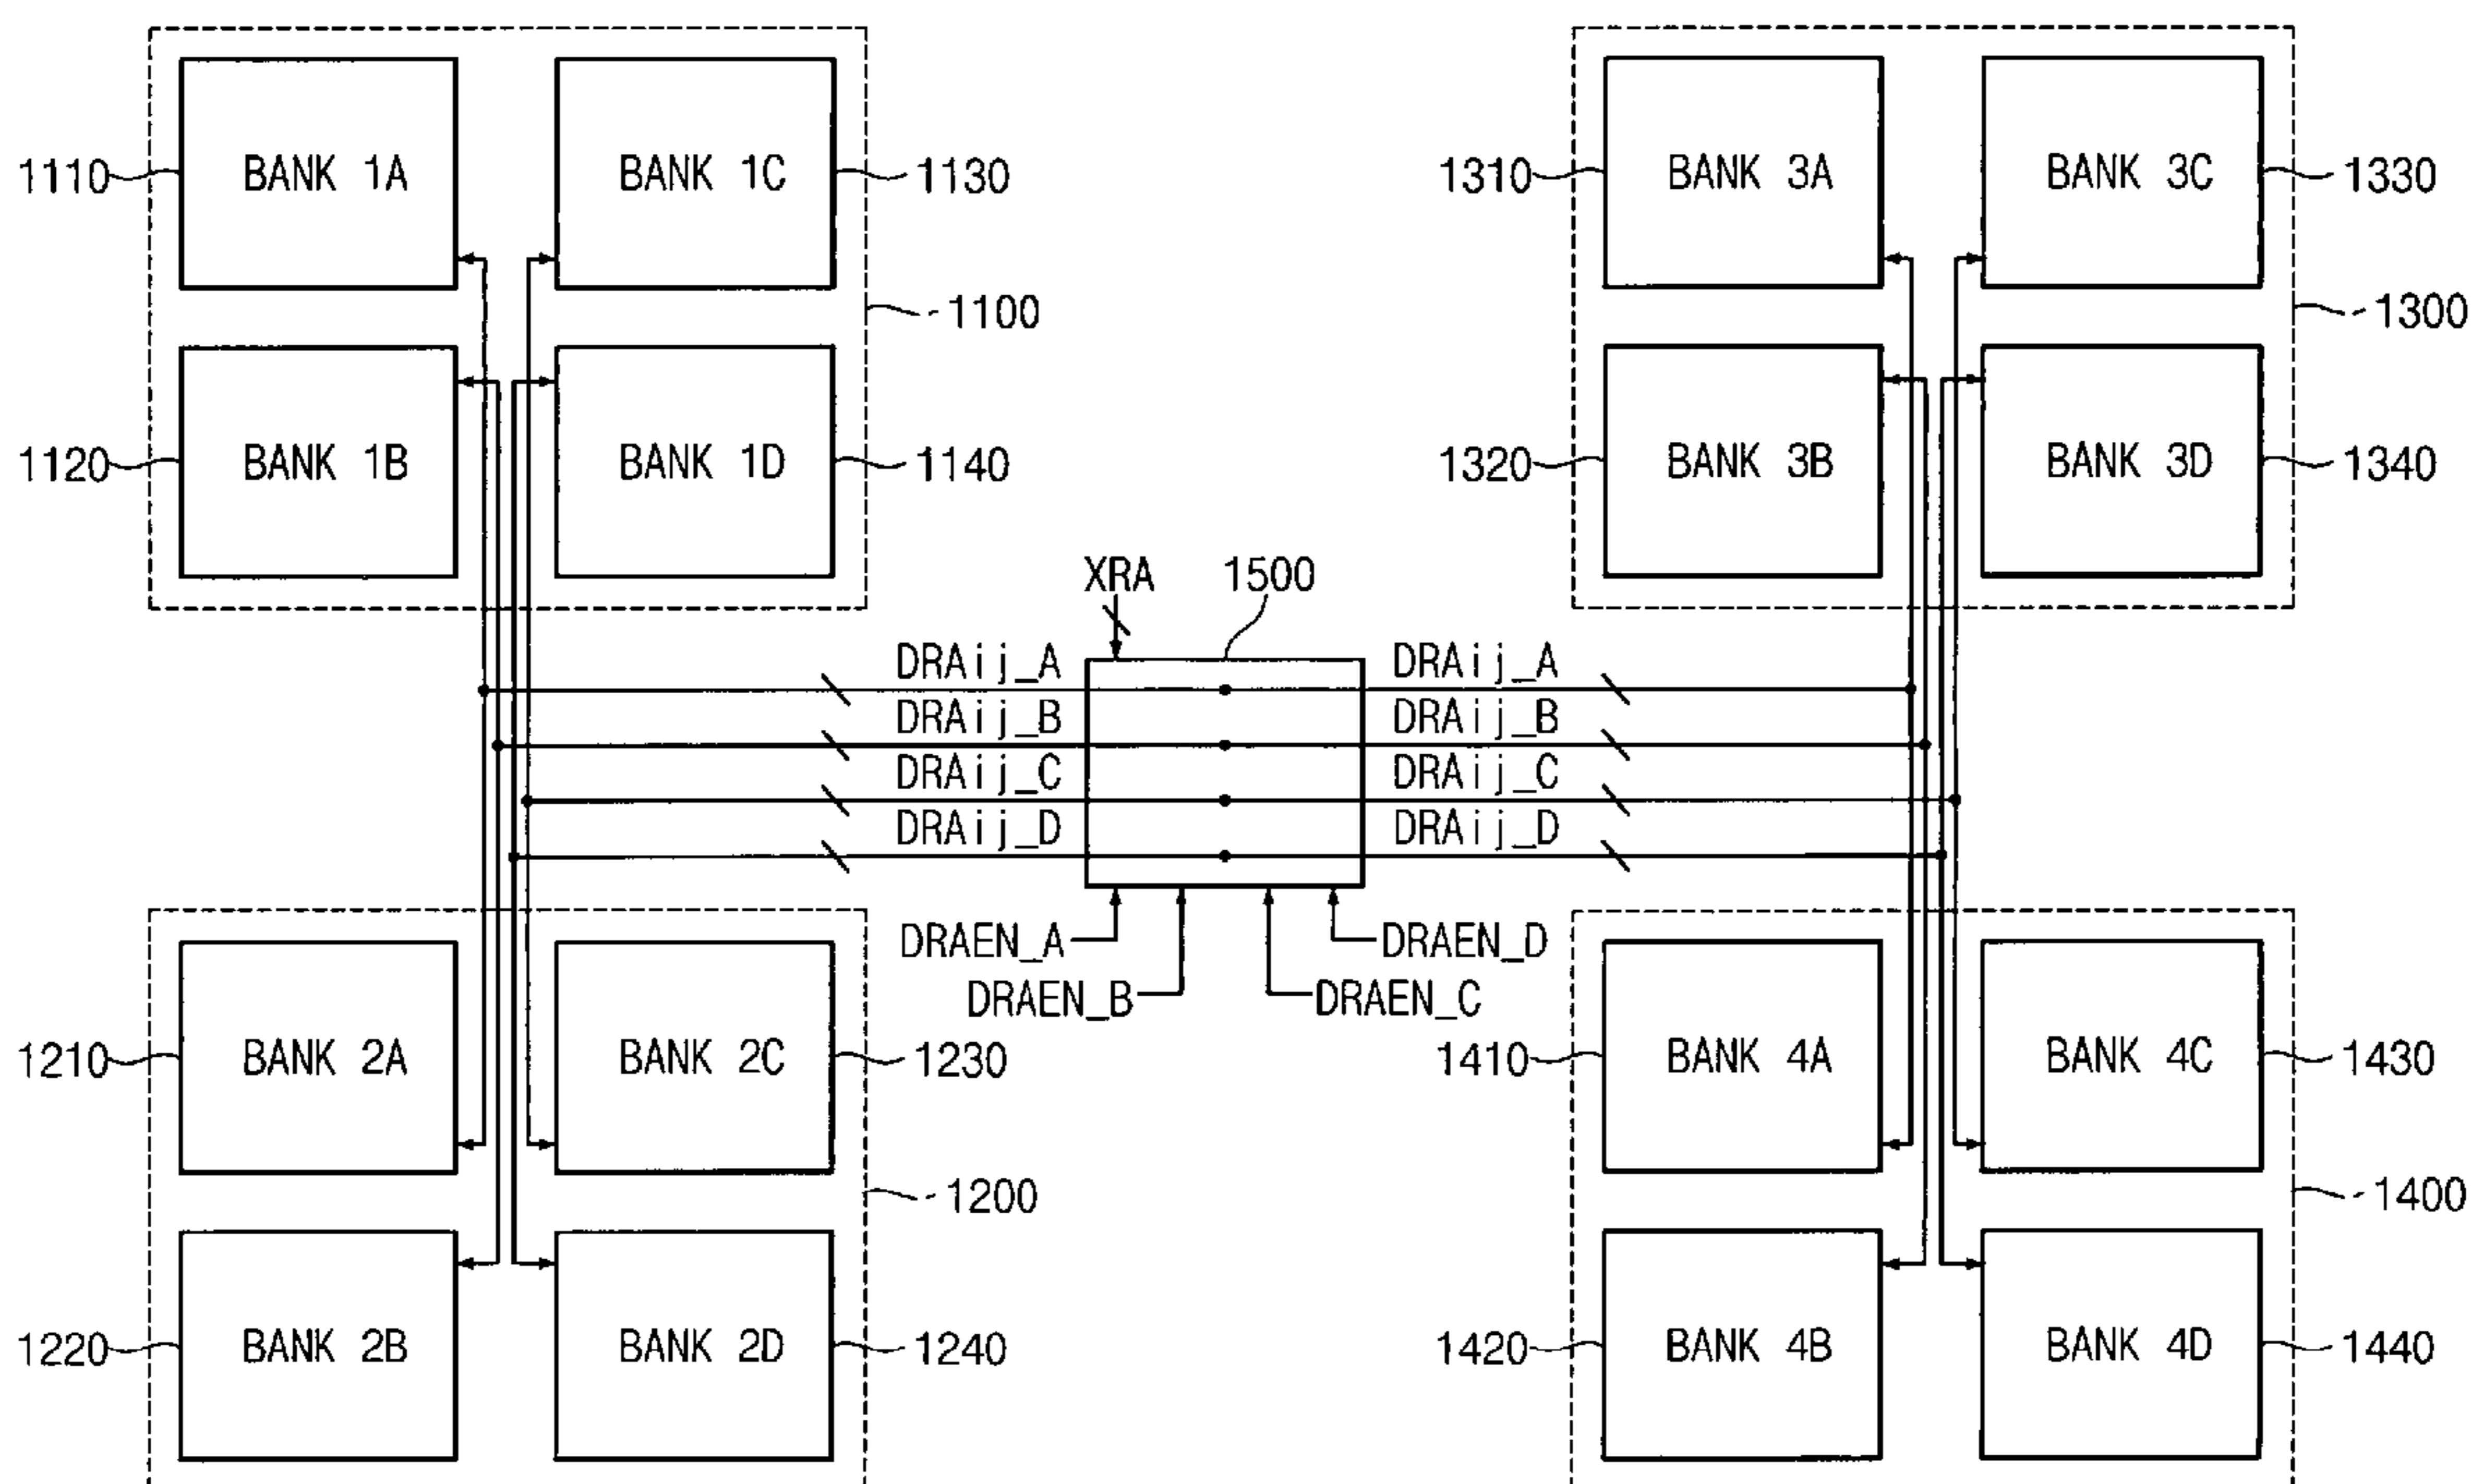 1110
BANK 1A
BANK 1C
1130
1310
BANK 3A
BANK 3C
1330
1100
1300
1120
BANK 1B
BANK 1D
1140
1320
BANK 3B
BANK 3D
1340
XRA
1500
DRAij_A
DRAij_A
DRAij_B
DRAij_B
DRAij_C
DRAij_C
DRAij_D
DRAij_D
DRAEN_A
DRAEN_D
DRAEN_B
DRAEN_C
1210
BANK 2A
BANK 2C
1230
1410
BANK 4A
BANK 4C
1430
1200
1400
1220
BANK 2B
BANK 2D
1240
1420
BANK 4B
BANK 4D
1440